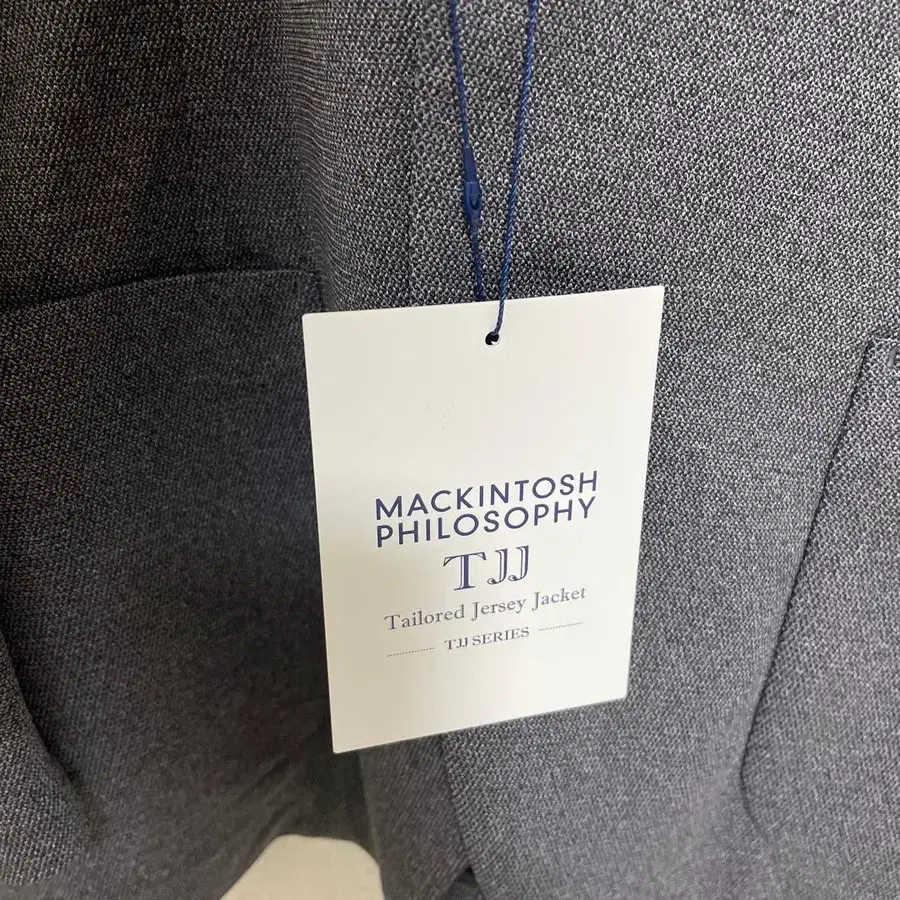 MACKINTOSH
PHILOSOPHY
TJJ
Tailored Jersey Jacket
TJJ SERIES